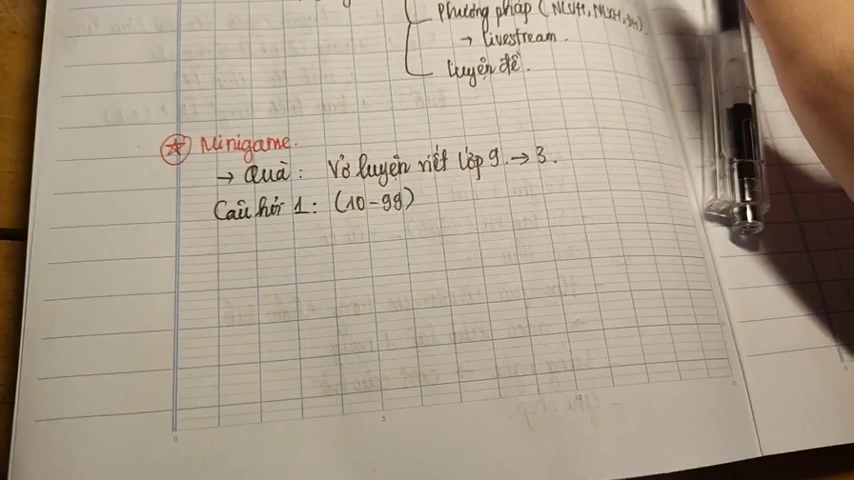 Phương pháp (NLVH, NLXH, ĐH).
→ livestream.
luyện đề.
Minigame.
→ Quà: Vở luyện viết lớp 9. → 3.
Câu hỏi 1: (10-99)